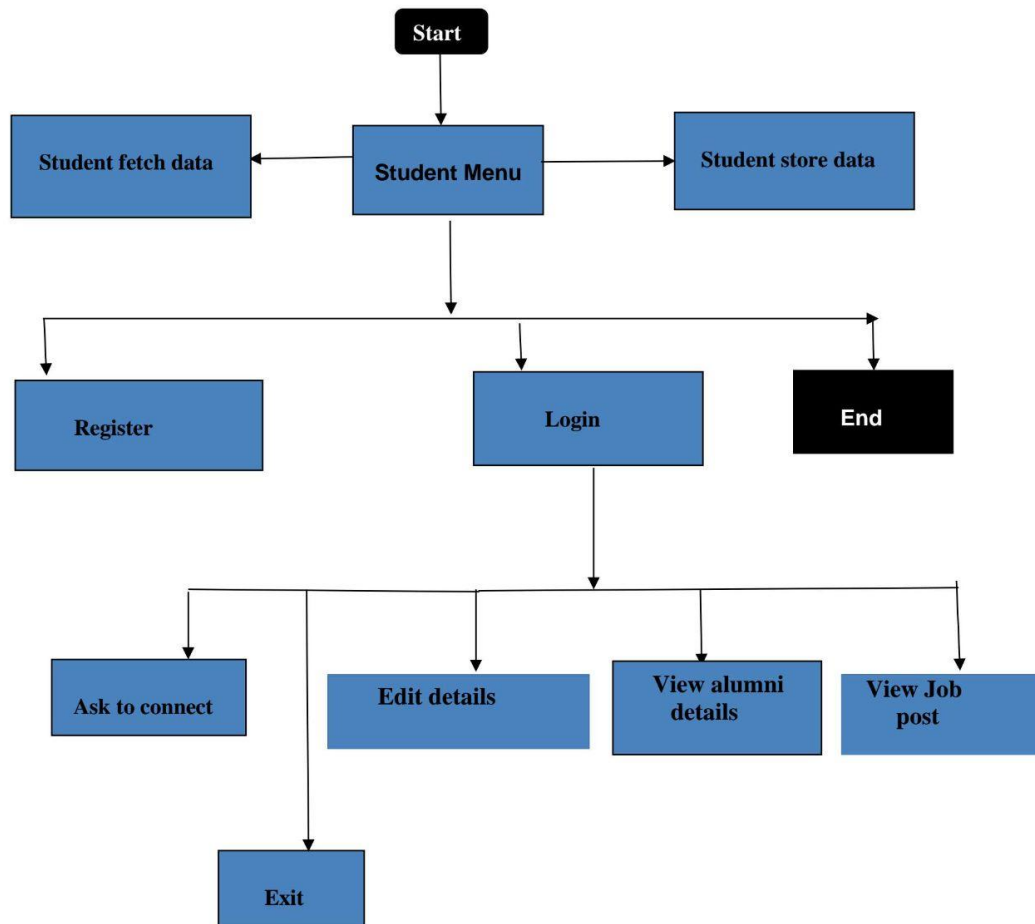 Start
Student fetch data
Student Menu
Student store data
Register
Login
End
Ask to connect
Edit details
View alumni
details
View Job
post
Exit